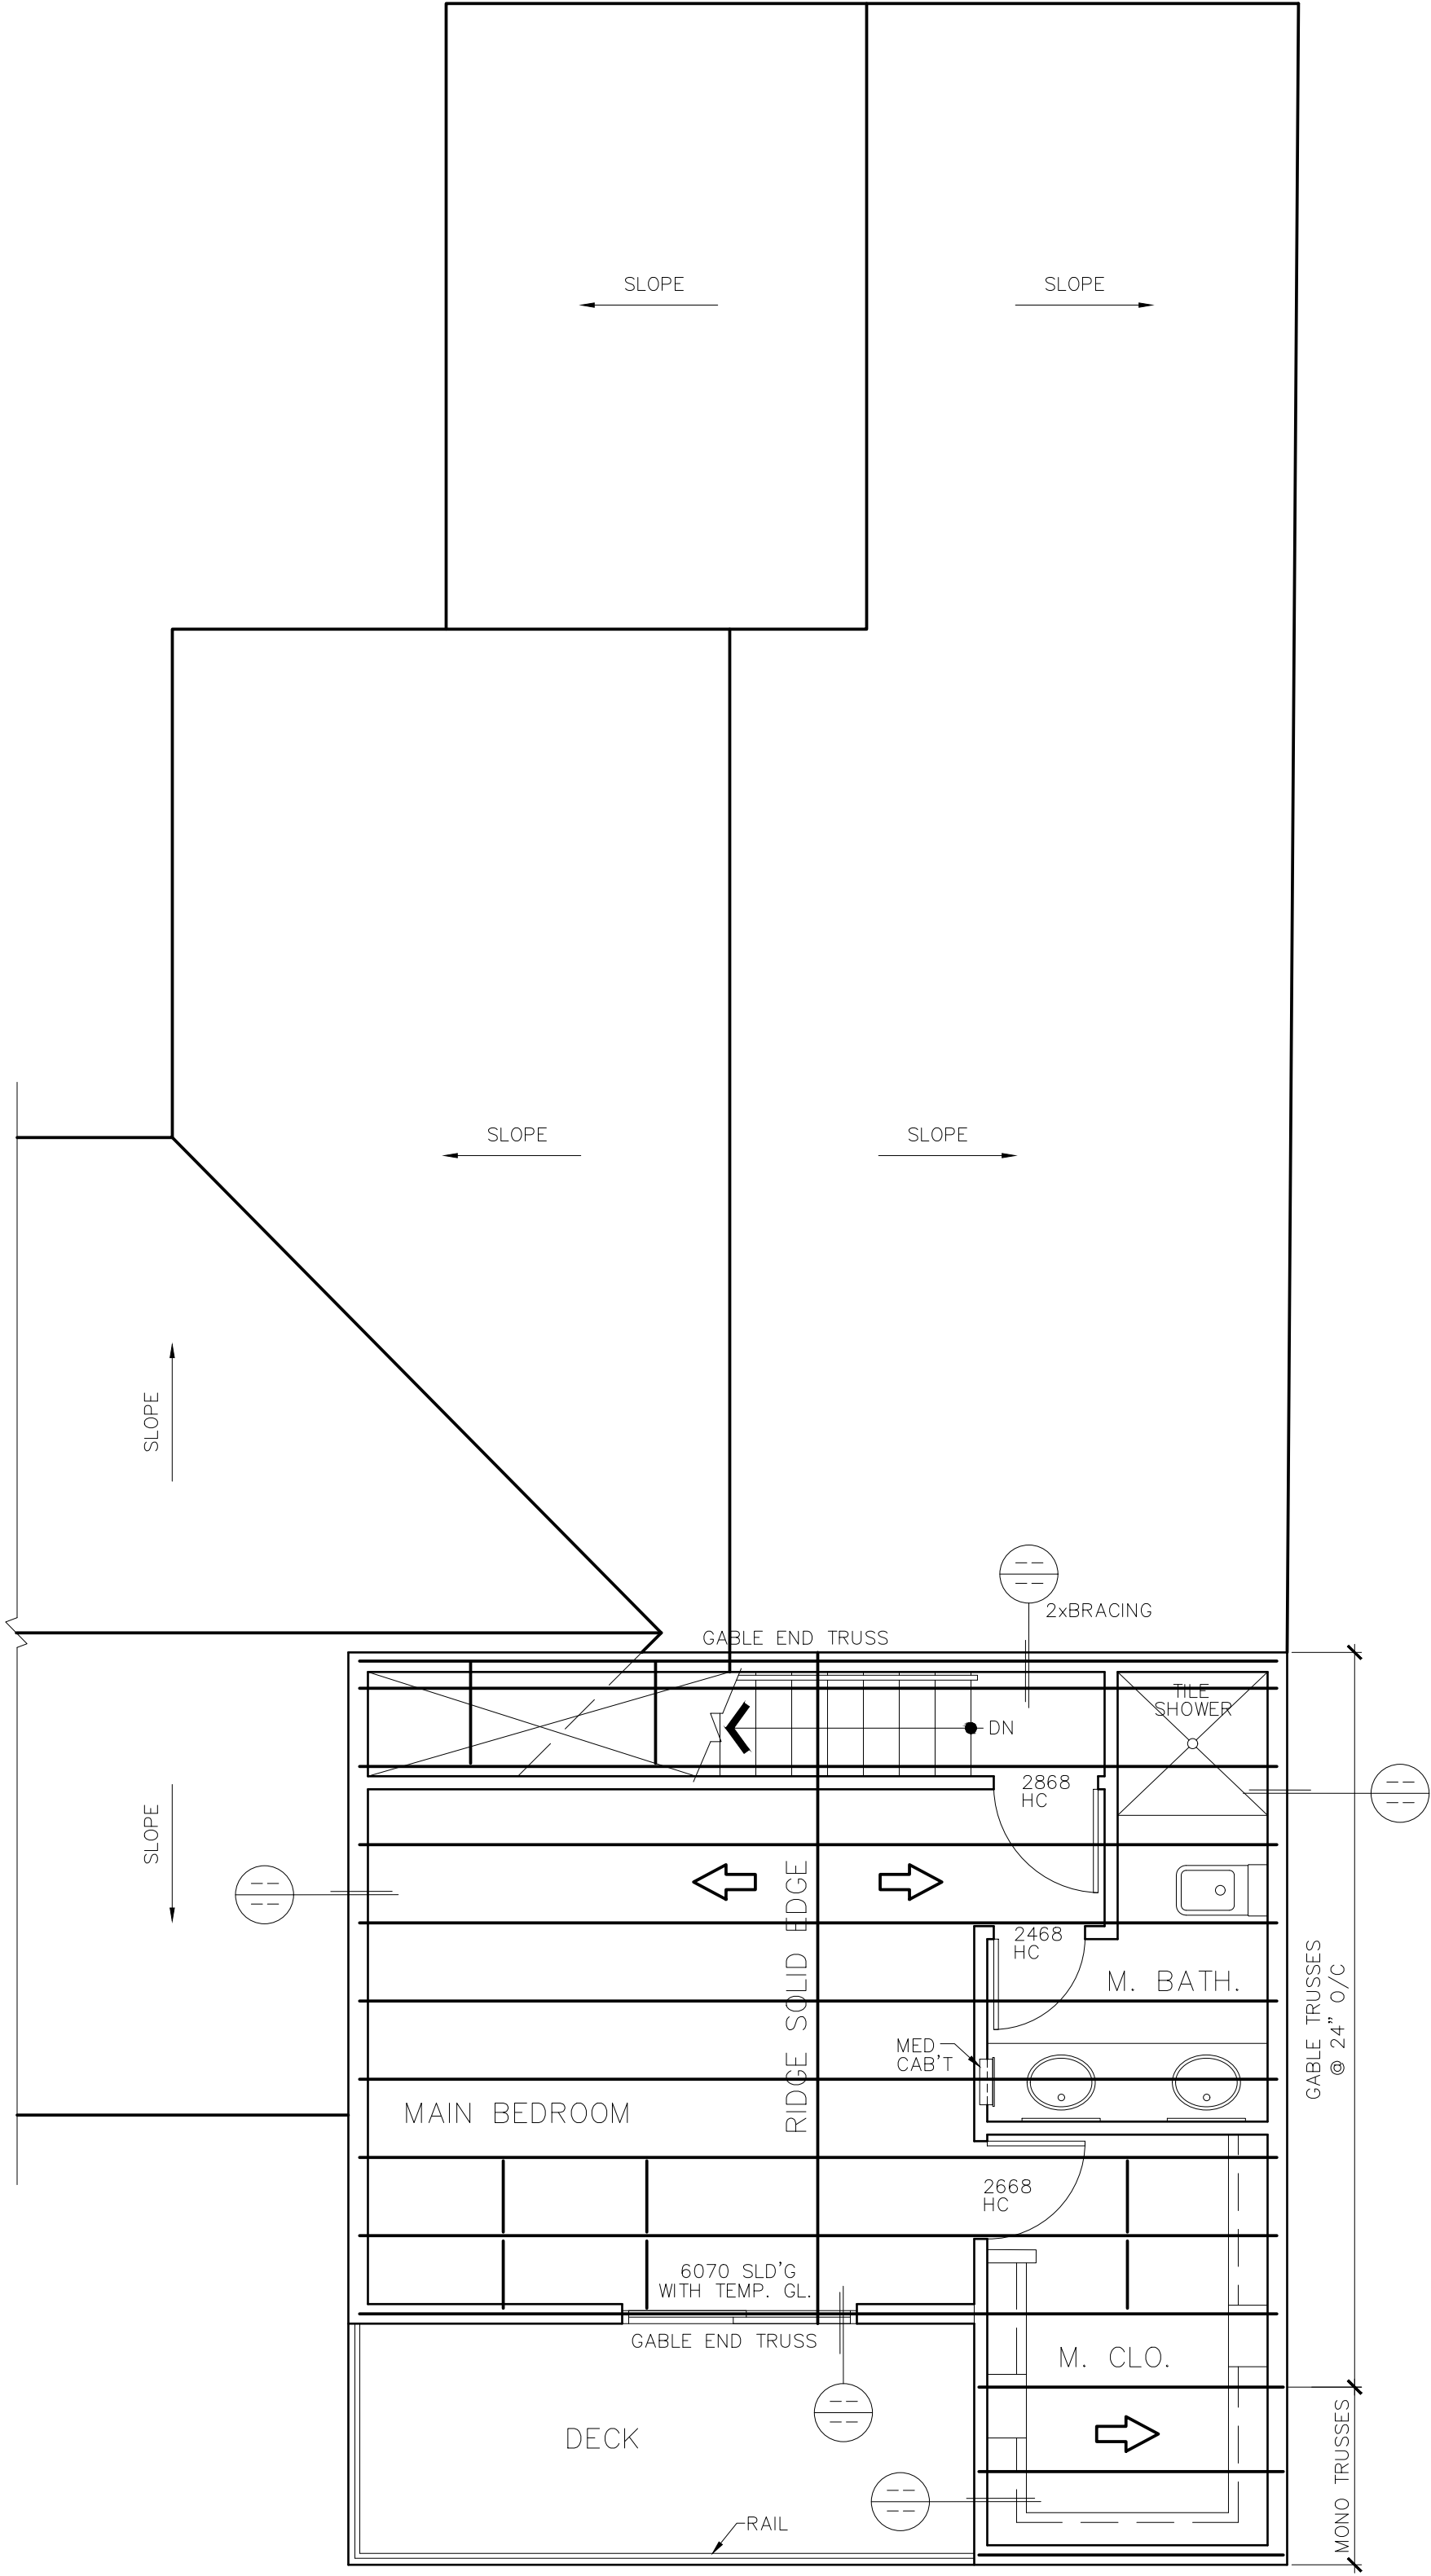 SLOPE
SLOPE
SLOPE
SLOPE
SLOPE
2xBRACING
GABLE END TRUSS
TILE
SHOWER
DN
2868
HC
SLOPE
RIDGE SOLID EDGE
2468
HC
M. BATH.
GABLE TRUSSES
@ 24" O/C
MED
CAB'T
MAIN BEDROOM
2668
HC
6070 SLD'G
WITH TEMP. GL.
GABLE END TRUSS
M. CLO.
DECK
MONO TRUSSES
RAIL